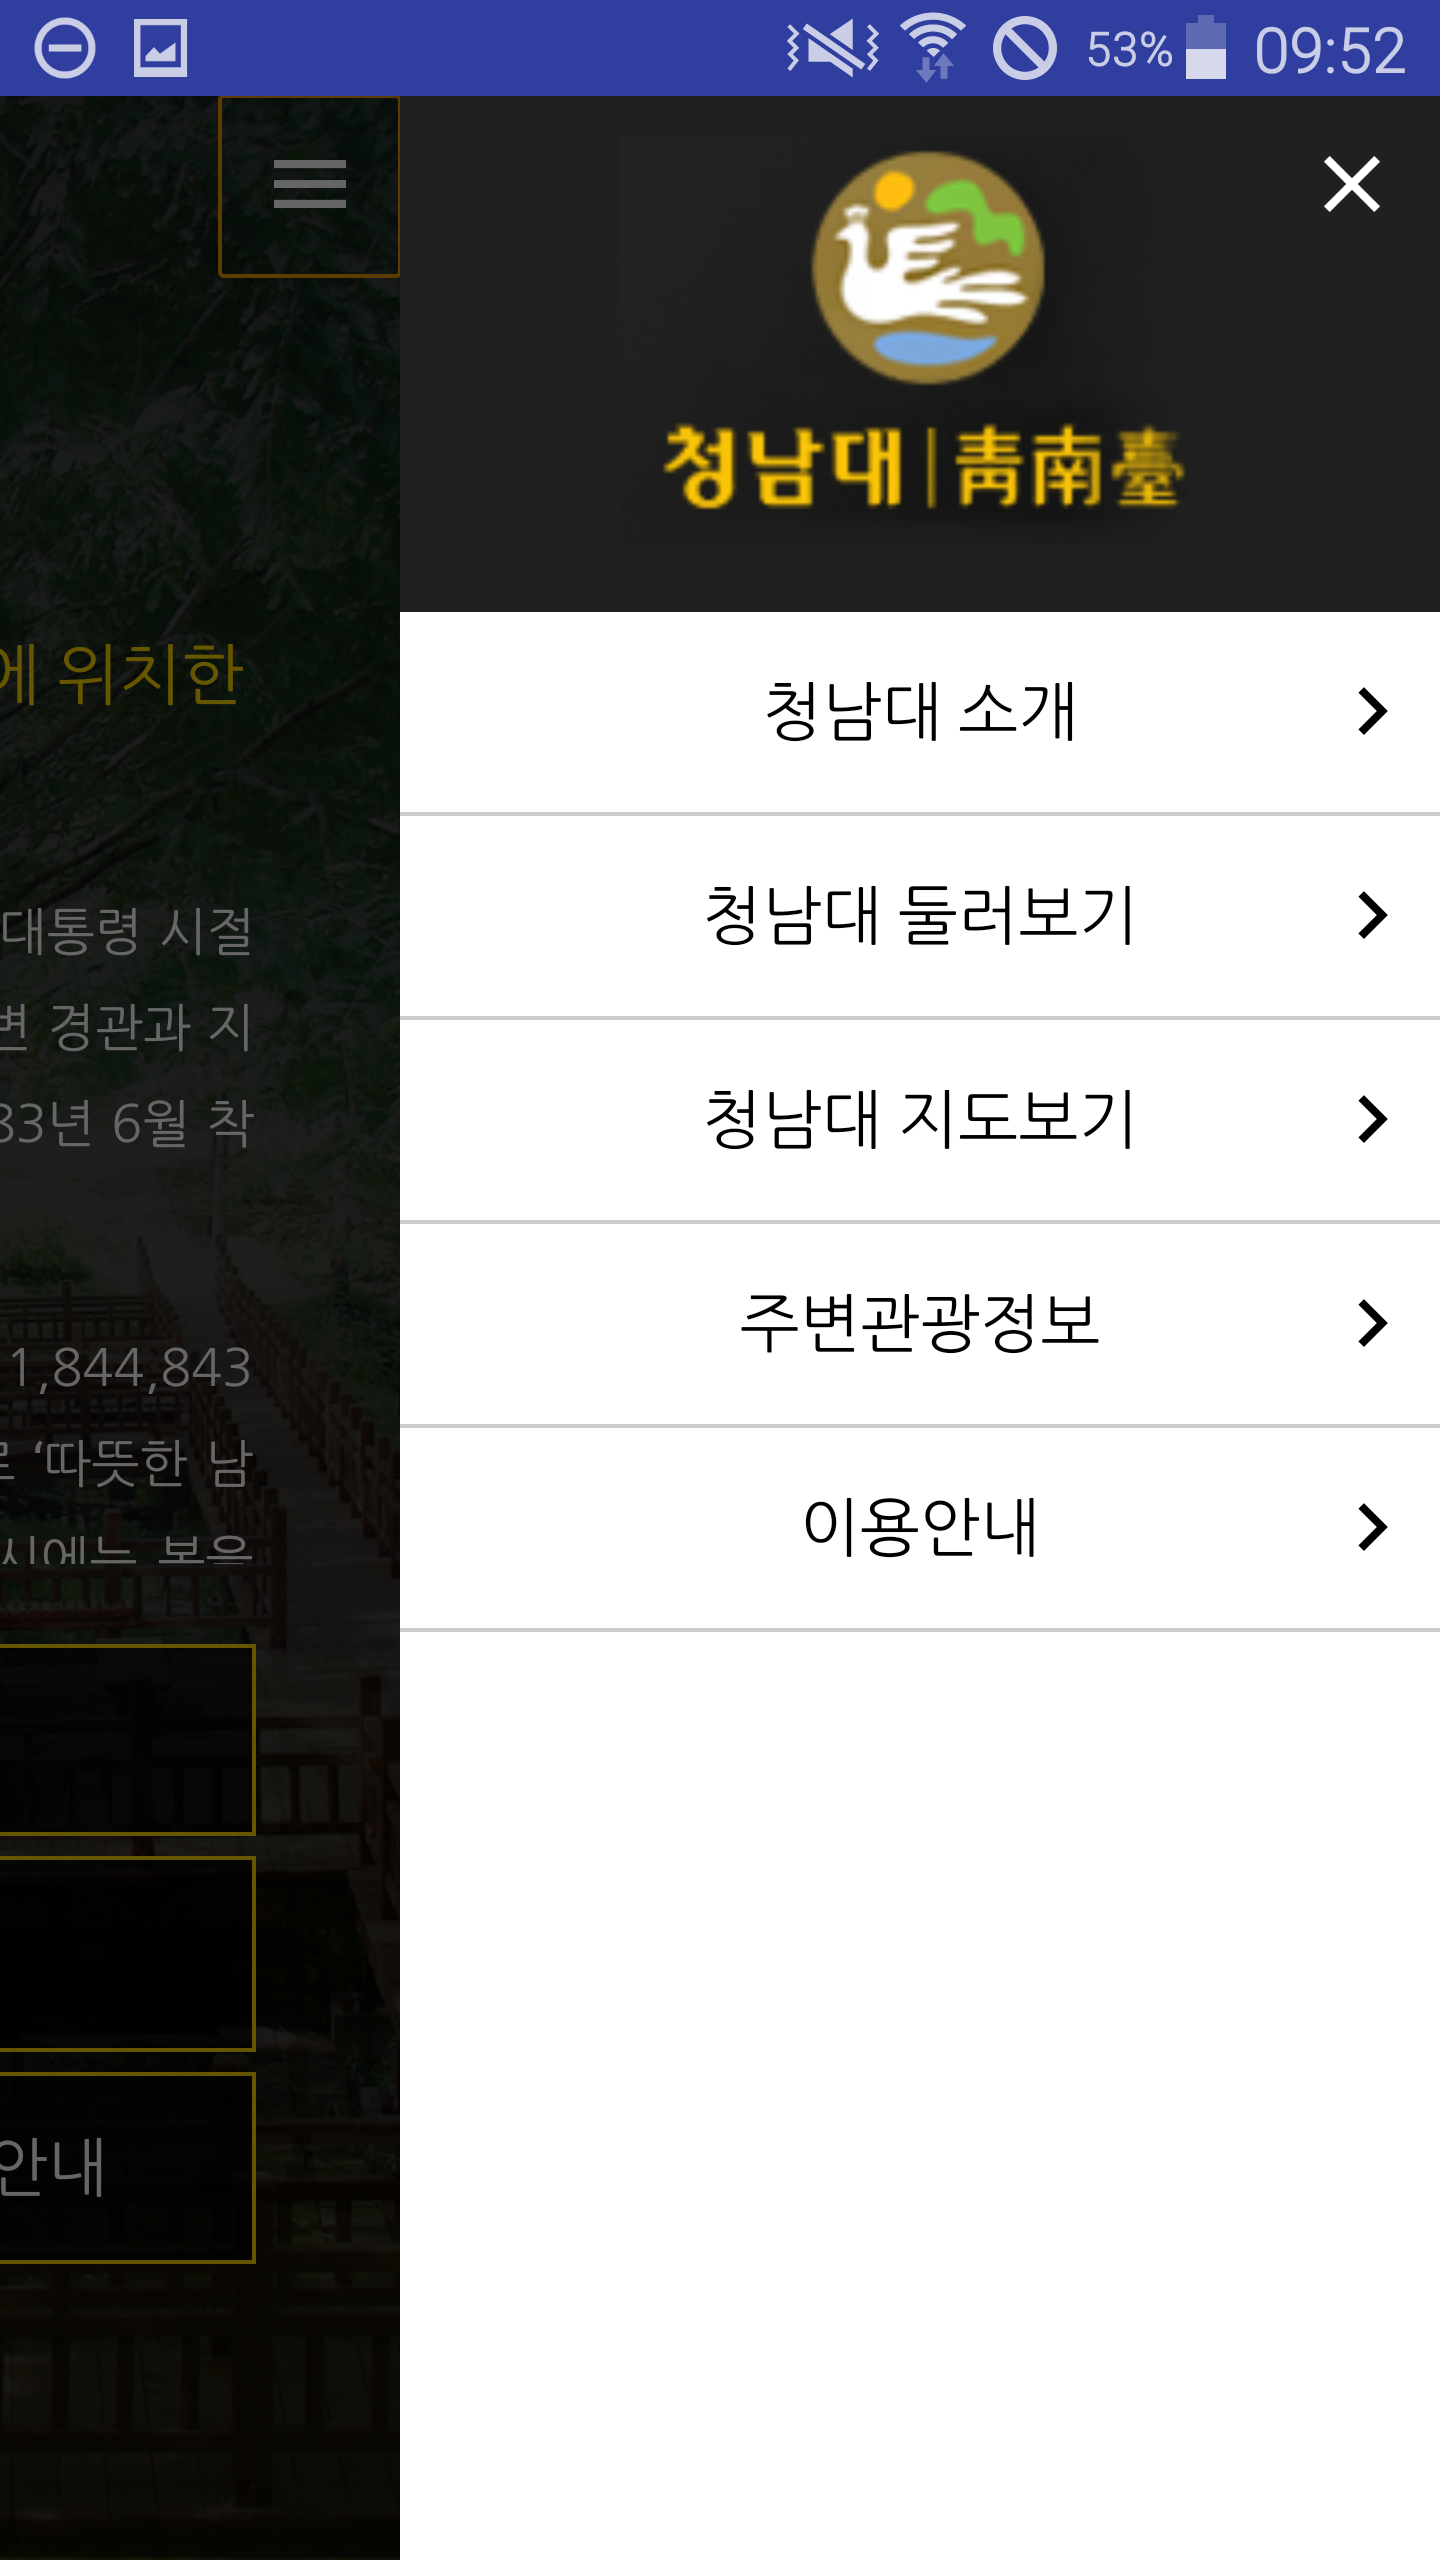 53% 09:52
청남대 | 靑南臺
에 위치한
대통령 시절
변 경관과 지
83년 6월 착
1,844,843
로 ‘따뜻한 남
안내
청남대 소개
청남대 둘러보기
청남대 지도보기
주변관광정보
이용안내